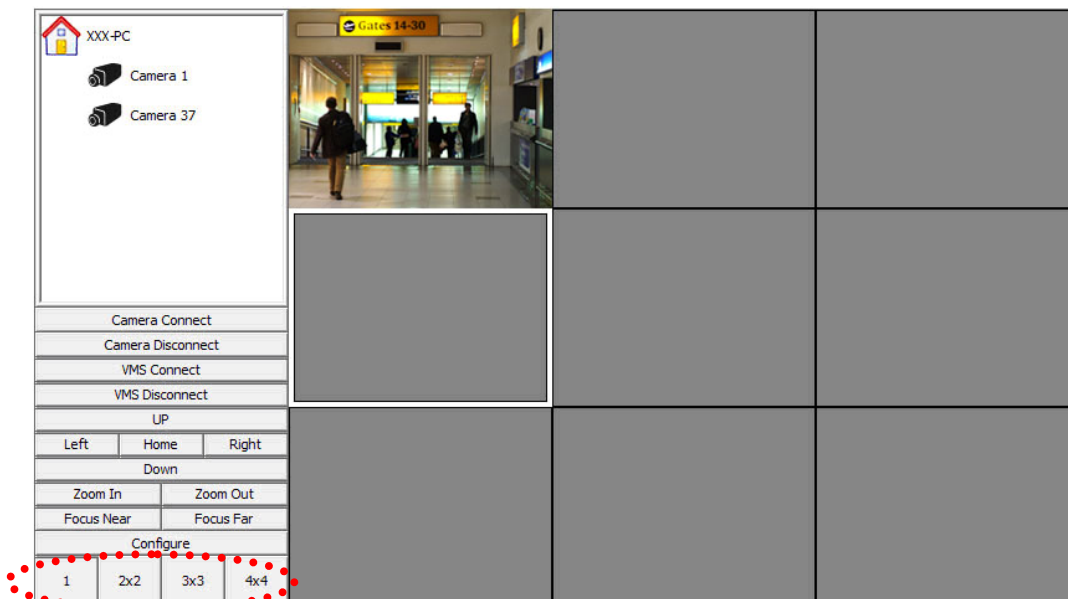 XXX-PC
Camera 1
Camera 37
Gates 14-30
Camera Connect
Camera Disconnect
VMS Connect
VMS Disconnect
UP
Left Home Right
Down
Zoom In Zoom Out
Focus Near Focus Far
Configure
1 2x2 3x3 4x4